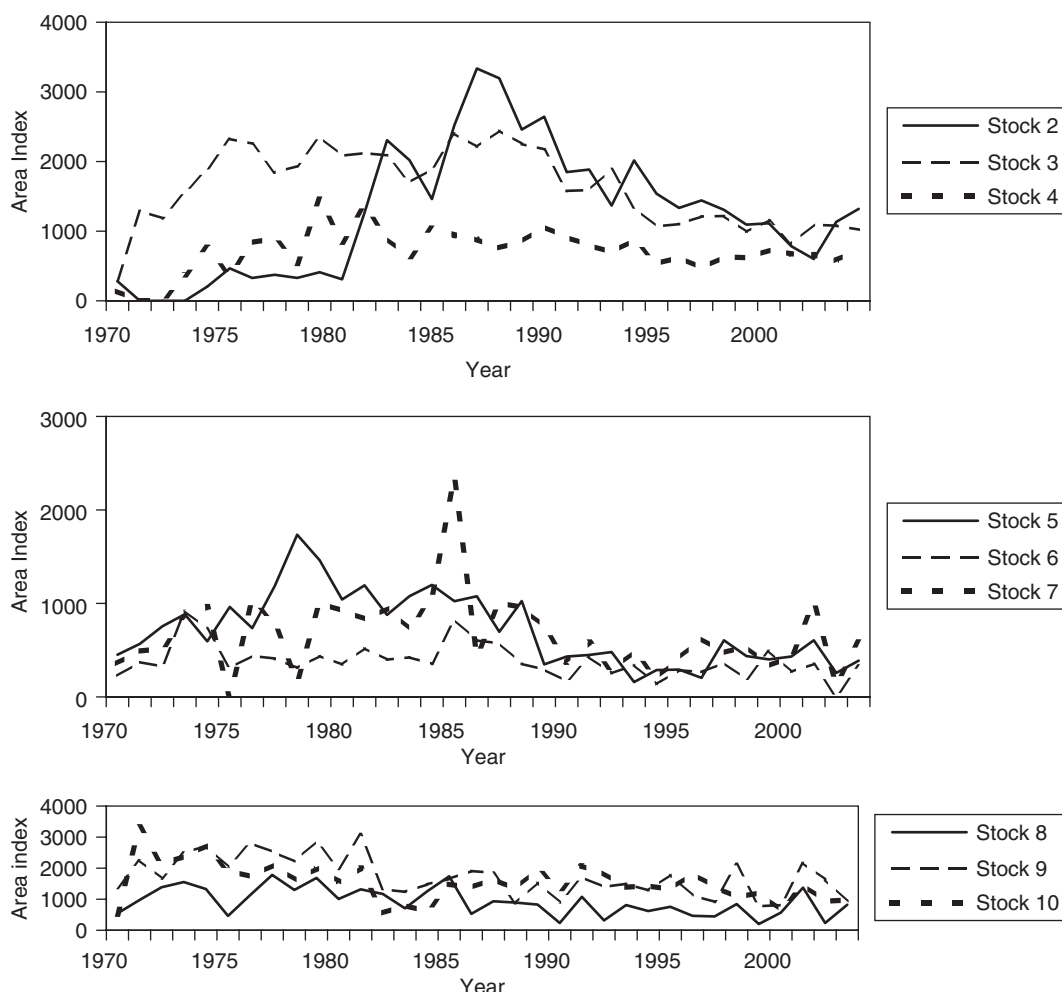 4000
3000
2000
1000
0
Area Index
1970 1975 1980 1985 1990 1995 2000
Year
Stock 2
Stock 3
Stock 4
3000
2000
1000
0
Area Index
1970 1975 1980 1985 1990 1995 2000
Year
Stock 5
Stock 6
Stock 7
4000
3000
2000
1000
0
Area index
1970 1975 1980 1985 1990 1995 2000
Year
Stock 8
Stock 9
Stock 10